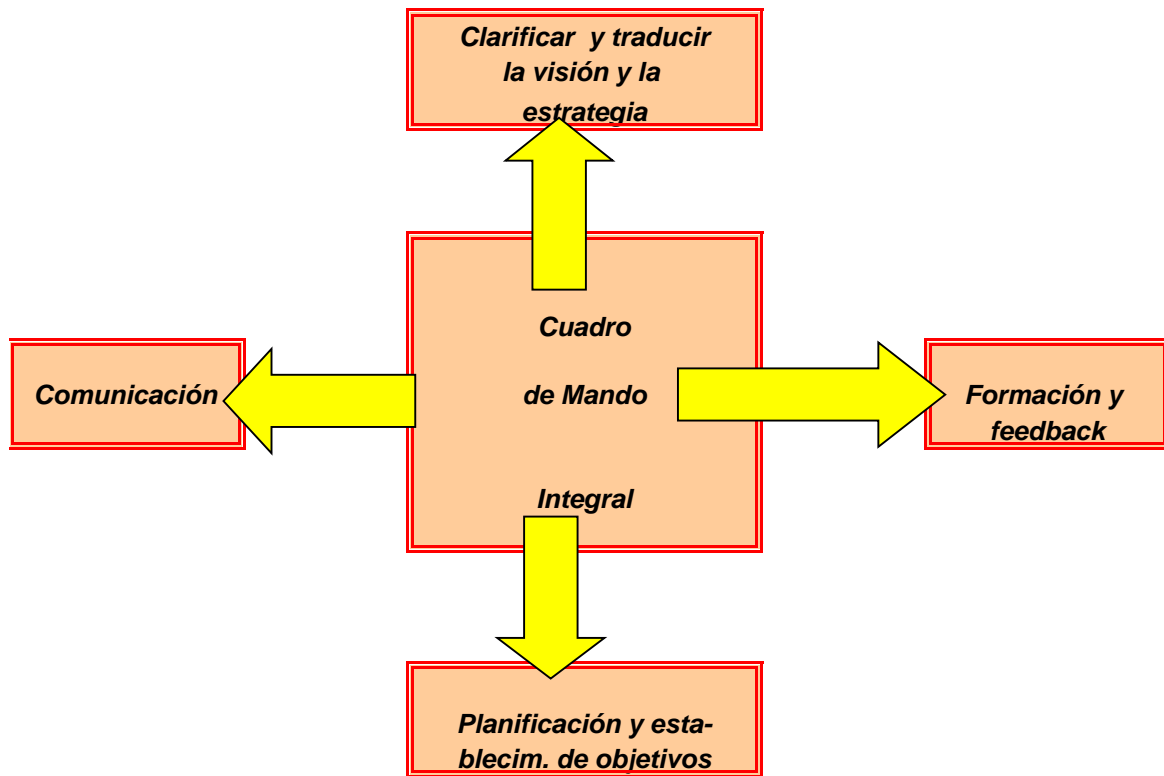 Clarificar y traducir
la visión y la
estrategia
Cuadro
de Mando
Integral
Comunicación
Formación y
feedback
Planificación y esta-
blecim. de objetivos